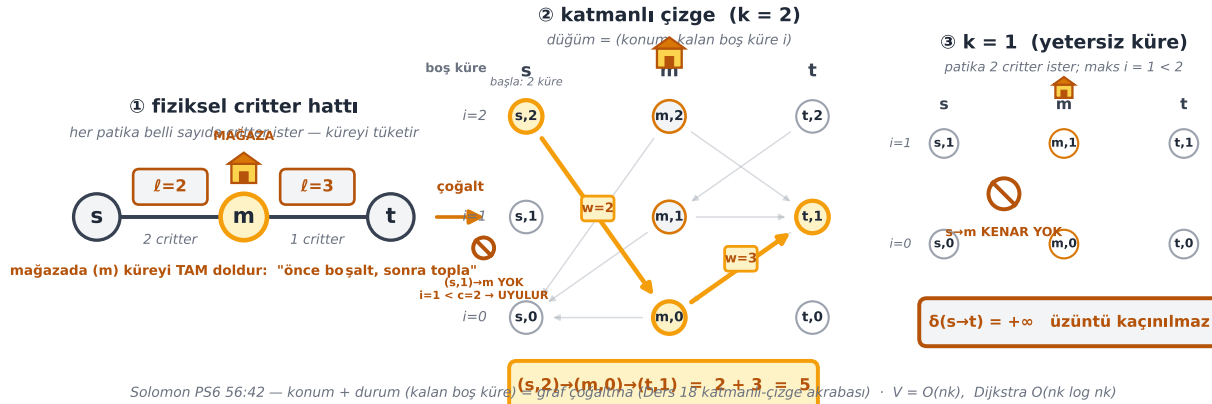 ① fiziksel critter hattı
her patika belli sayıda critter ister — küreyi tüketir
MAĞAZA
ℓ=2
ℓ=3
s
m
t
2 critter
1 critter
mağazada (m) küreyi TAM doldur: "önce boşalt, sonra topla"
çoğalt
② katmanlı çizge (k = 2)
düğüm = (konum, kalan boş küre i)
boş küre
s
m
t
başla: 2 küre
i=2
s,2
m,2
t,2
w=2
i=1
s,1
m,1
t,1
w=3
(s,1)→m YOK
i=1 < c=2 → UYULUR
i=0
s,0
m,0
t,0
(s,2)→(m,0)→(t,1) = 2 + 3 = 5
③ k = 1 (yetersiz küre)
patika 2 critter ister; maks i = 1 < 2
s
m
t
i=1
s,1
m,1
t,1
s→m KENAR YOK
i=0
s,0
m,0
t,0
δ(s→t) = +∞ üzüntü kaçınılmaz
Solomon PS6 56:42 — konum + durum (kalan boş küre) = graf çoğaltma (Ders 18 katmanlı-çizge akrabası) · V = O(nk), Dijkstra O(nk log nk)